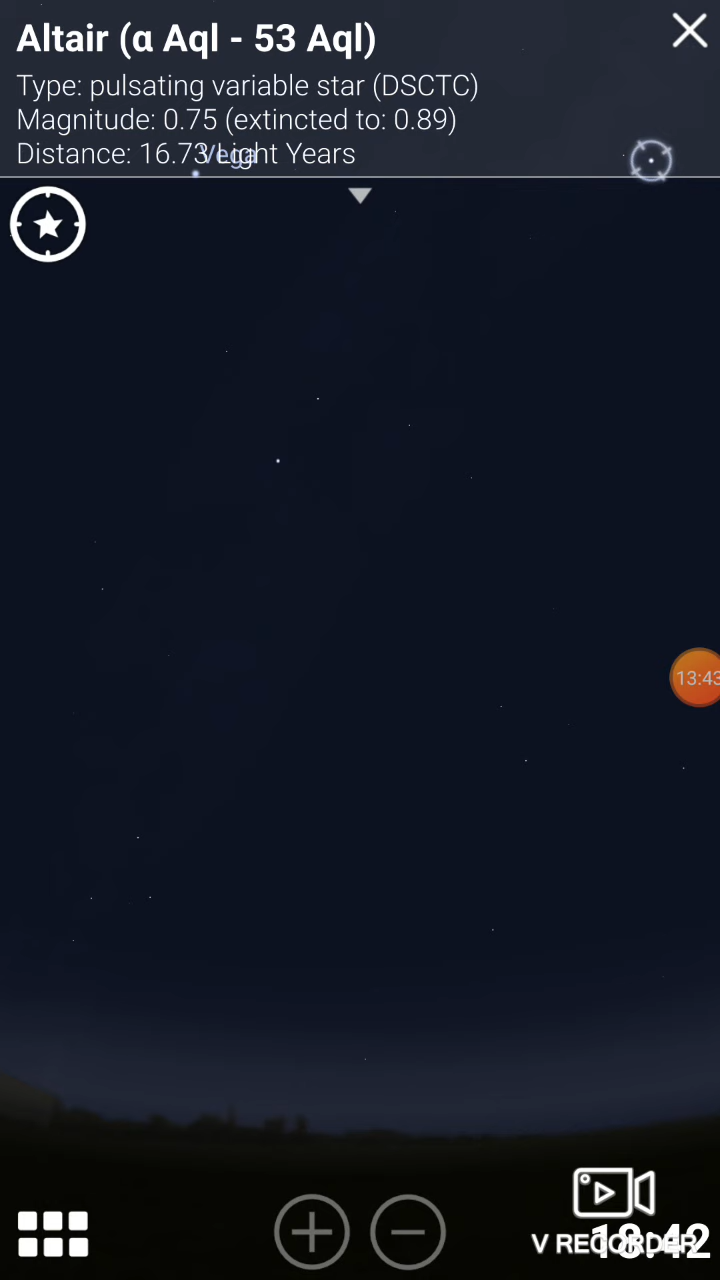 Altair (α Aql - 53 Aql)
Type: pulsating variable star (DSCTC)
Magnitude: 0.75 (extincted to: 0.89)
Distance: 16.73 Light Years
Vega
13:43
18:42
V RECORDER